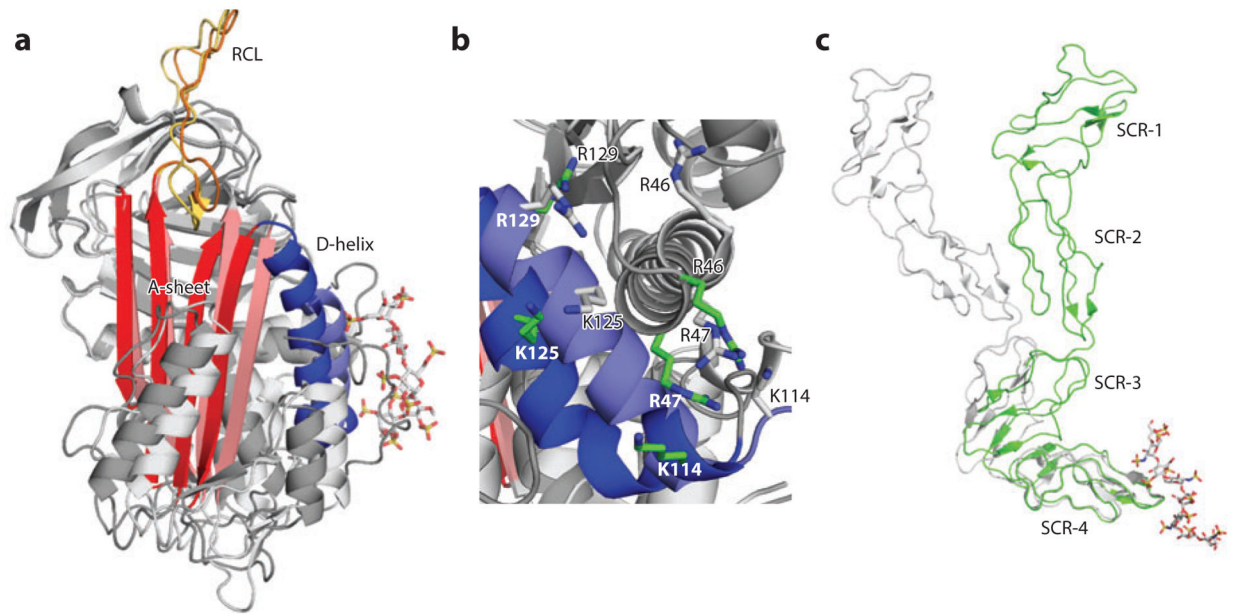 a
RCL
D-helix
A-sheet
b
R129
R46
R129
R46
K125
R47
K125
R47
K114
K114
c
SCR-1
SCR-2
SCR-3
SCR-4